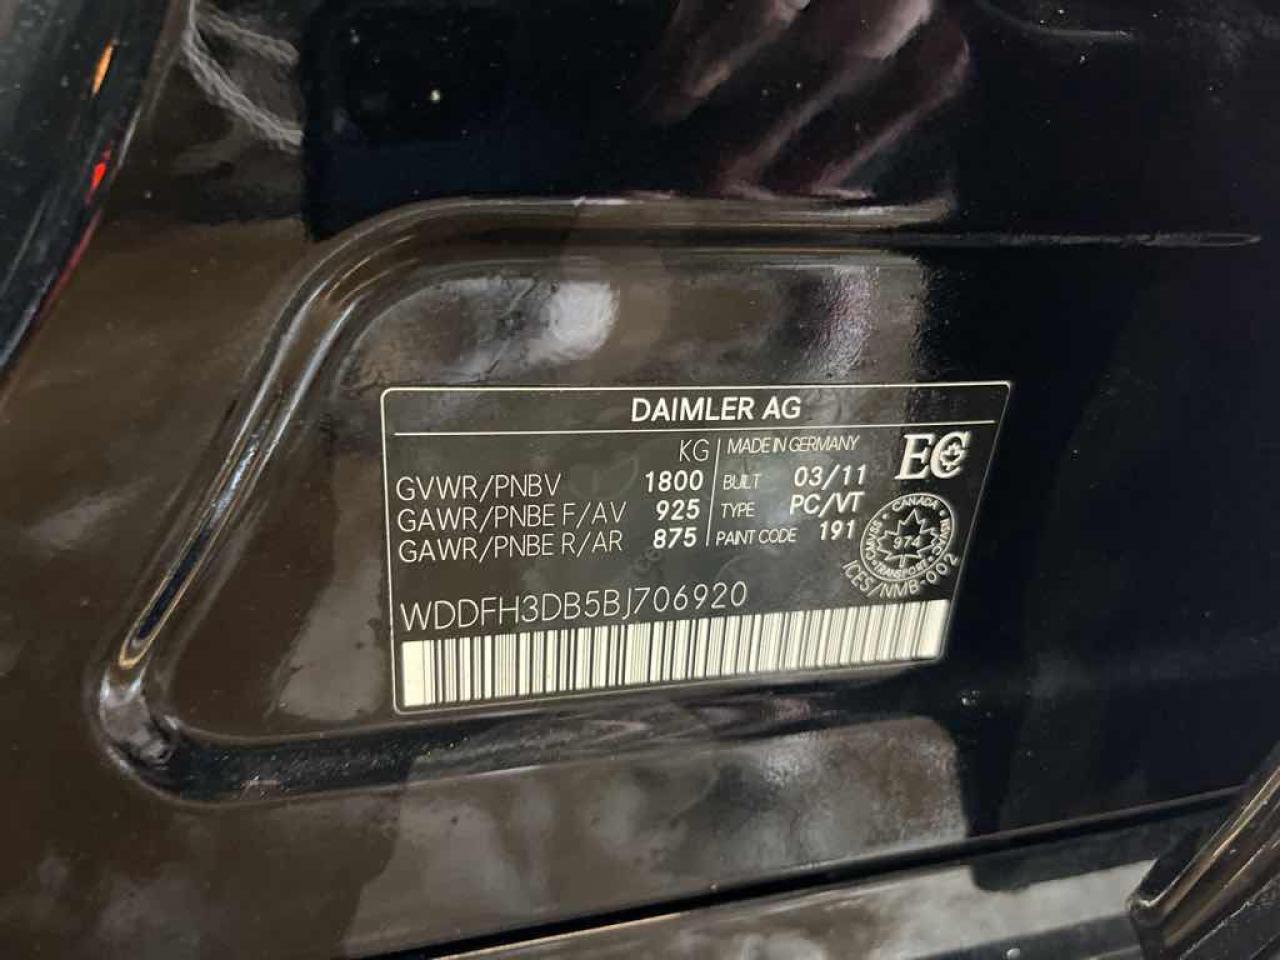 DAIMLER AG
KG MADE IN GERMANY
GVWR/PNBV 1800 BUILT 03/11
GAWR/PNBE F/AV 925 TYPE PC/VT
GAWR/PNBE R/AR 875 PAINT CODE 191
EC
CANADA
974
TRANSPORT
ICES/NMB-002
WDDFH3DB5BJ706920